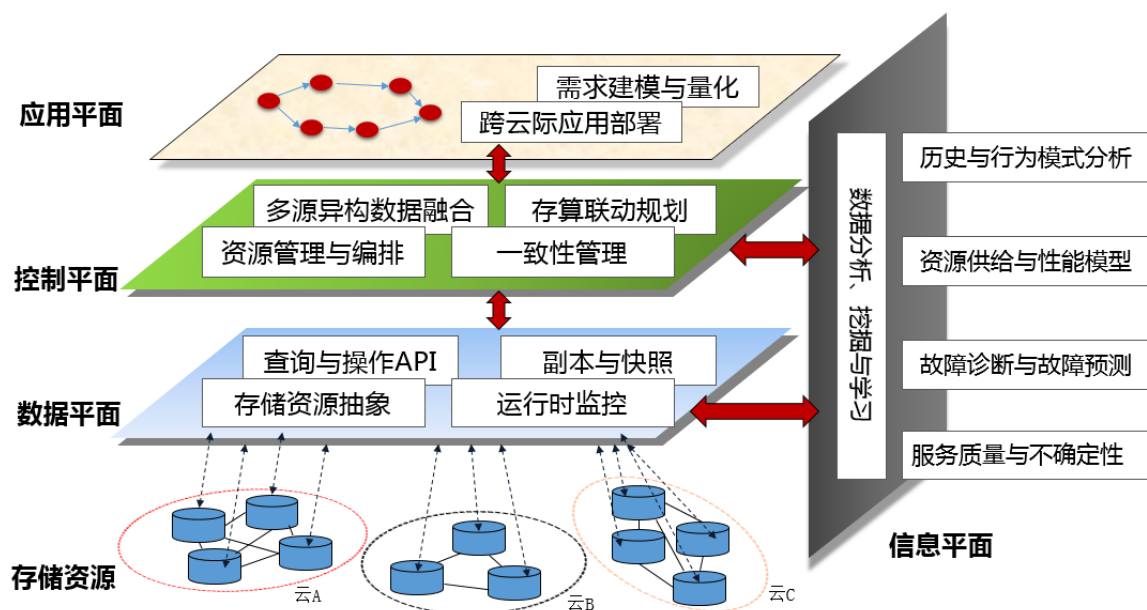 应用平面
需求建模与量化
跨云际应用部署
控制平面
多源异构数据融合
存算联动规划
资源管理与编排
一致性管理
数据平面
查询与操作API
副本与快照
存储资源抽象
运行时监控
存储资源
云A
云B
云C
数据分析、挖掘与学习
历史与行为模式分析
资源供给与性能模型
故障诊断与故障预测
服务质量与不确定性
信息平面